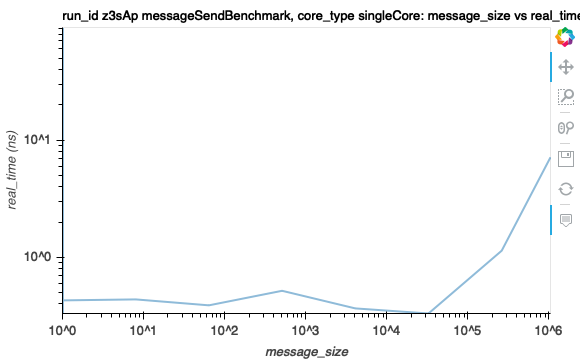 run_id z3sAp messageSendBenchmark, core_type singleCore: message_size vs real_time
real_time (ns)
10^1
10^0
10^0 10^1 10^2 10^3 10^4 10^5 10^6
message_size